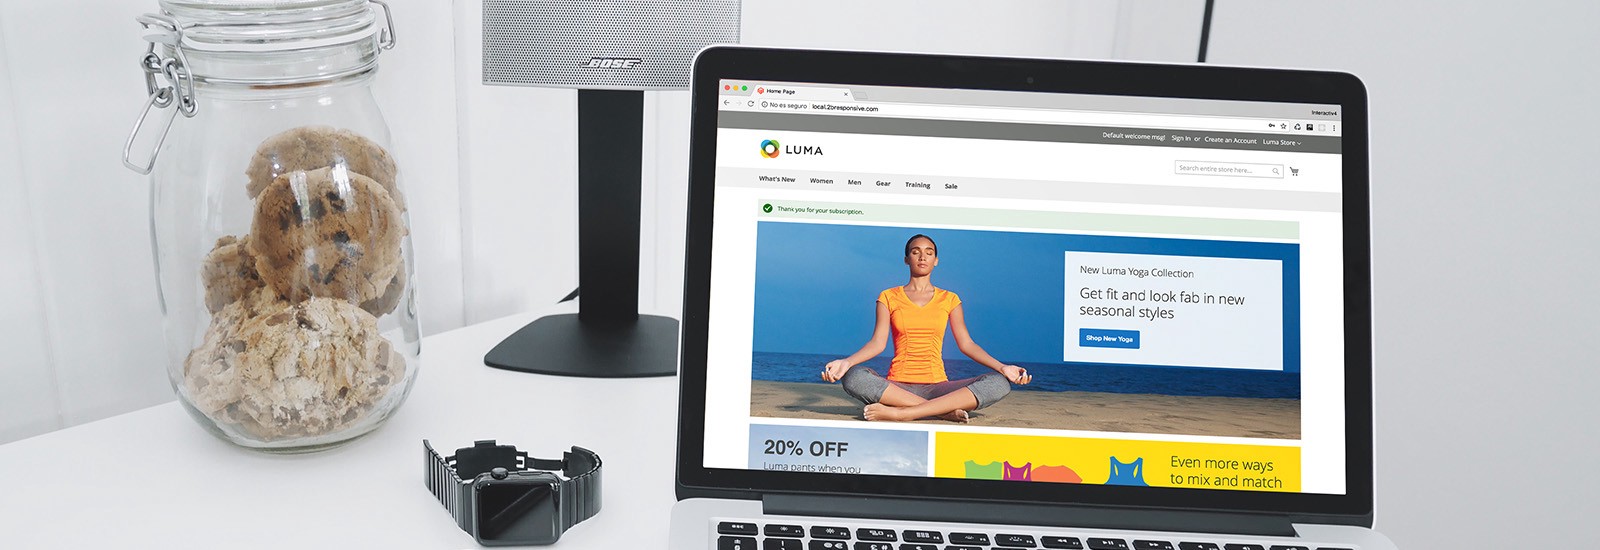 BOSE
Home Page
Interactiv4
No es seguro
local.2bresponsive.com
Default welcome msg!
Sign In or Create an Account
Luma Store
LUMA
Search entire store here...
What's New
Women
Men
Gear
Training
Sale
Thank you for your subscription.
New Luma Yoga Collection
Get fit and look fab in new
seasonal styles
Shop New Yoga
20% OFF
Luma pants when you
Even more ways
to mix and match